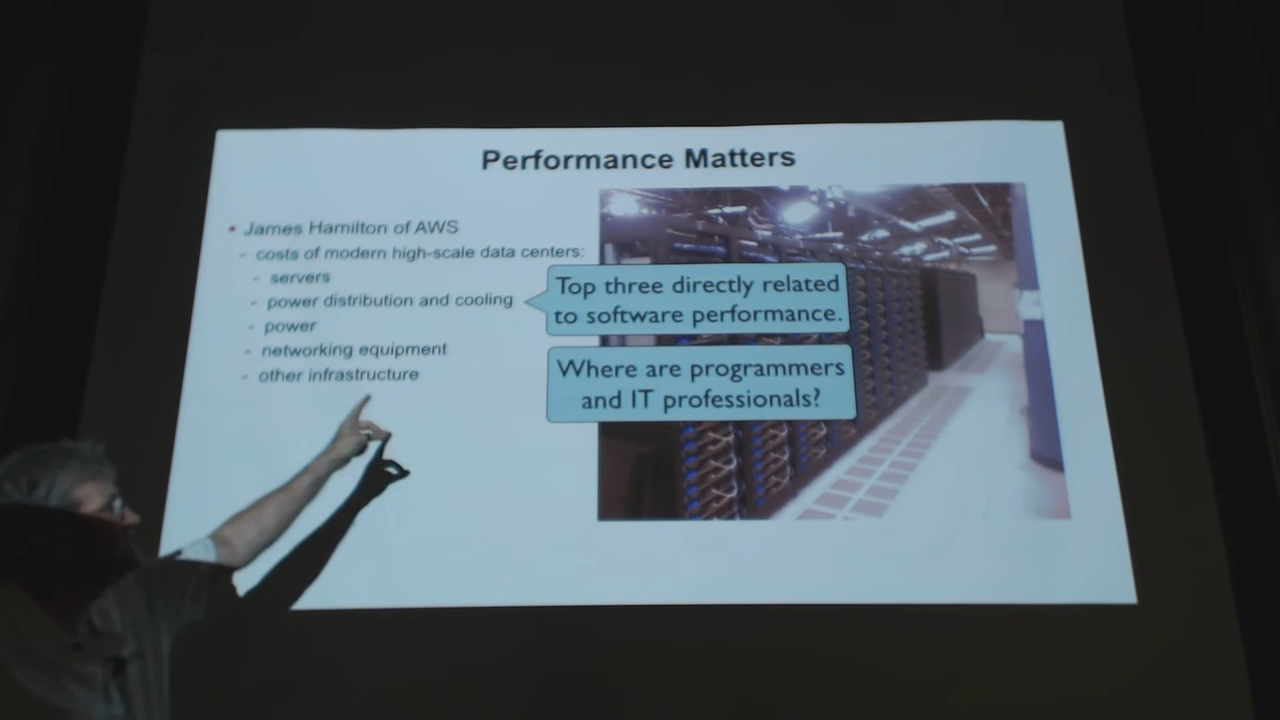 Performance Matters
• James Hamilton of AWS
- costs of modern high-scale data centers:
- servers
- power distribution and cooling
- power
- networking equipment
- other infrastructure
Top three directly related
to software performance.
Where are programmers
and IT professionals?